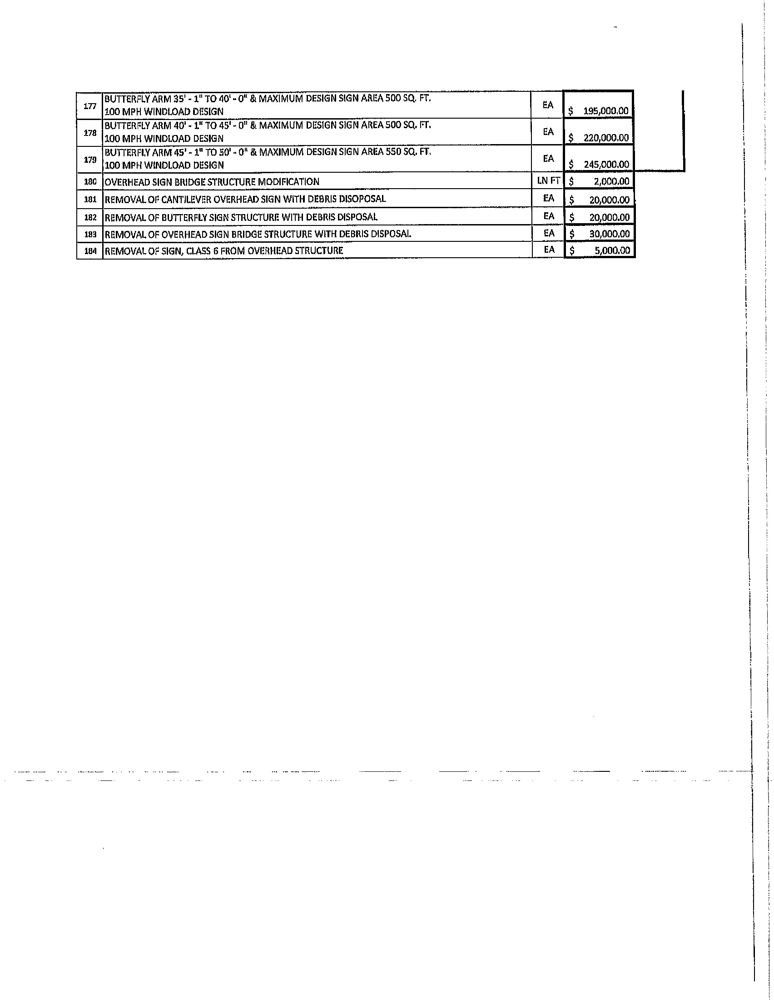 177 BUTTERFLY ARM 35' - 1" TO 40' - 0" & MAXIMUM DESIGN SIGN AREA 500 SQ. FT.
100 MPH WINDLOAD DESIGN EA $ 195,000.00
178 BUTTERFLY ARM 40' - 1" TO 45' - 0" & MAXIMUM DESIGN SIGN AREA 500 SQ. FT.
100 MPH WINDLOAD DESIGN EA $ 220,000.00
179 BUTTERFLY ARM 45' - 1" TO 50' - 0" & MAXIMUM DESIGN SIGN AREA 550 SQ. FT.
100 MPH WINDLOAD DESIGN EA $ 245,000.00
180 OVERHEAD SIGN BRIDGE STRUCTURE MODIFICATION LN FT $ 2,000.00
181 REMOVAL OF CANTILEVER OVERHEAD SIGN WITH DEBRIS DISOPOSAL EA $ 20,000.00
182 REMOVAL OF BUTTERFLY SIGN STRUCTURE WITH DEBRIS DISPOSAL EA $ 20,000.00
183 REMOVAL OF OVERHEAD SIGN BRIDGE STRUCTURE WITH DEBRIS DISPOSAL EA $ 30,000.00
184 REMOVAL OF SIGN, CLASS 6 FROM OVERHEAD STRUCTURE EA $ 5,000.00